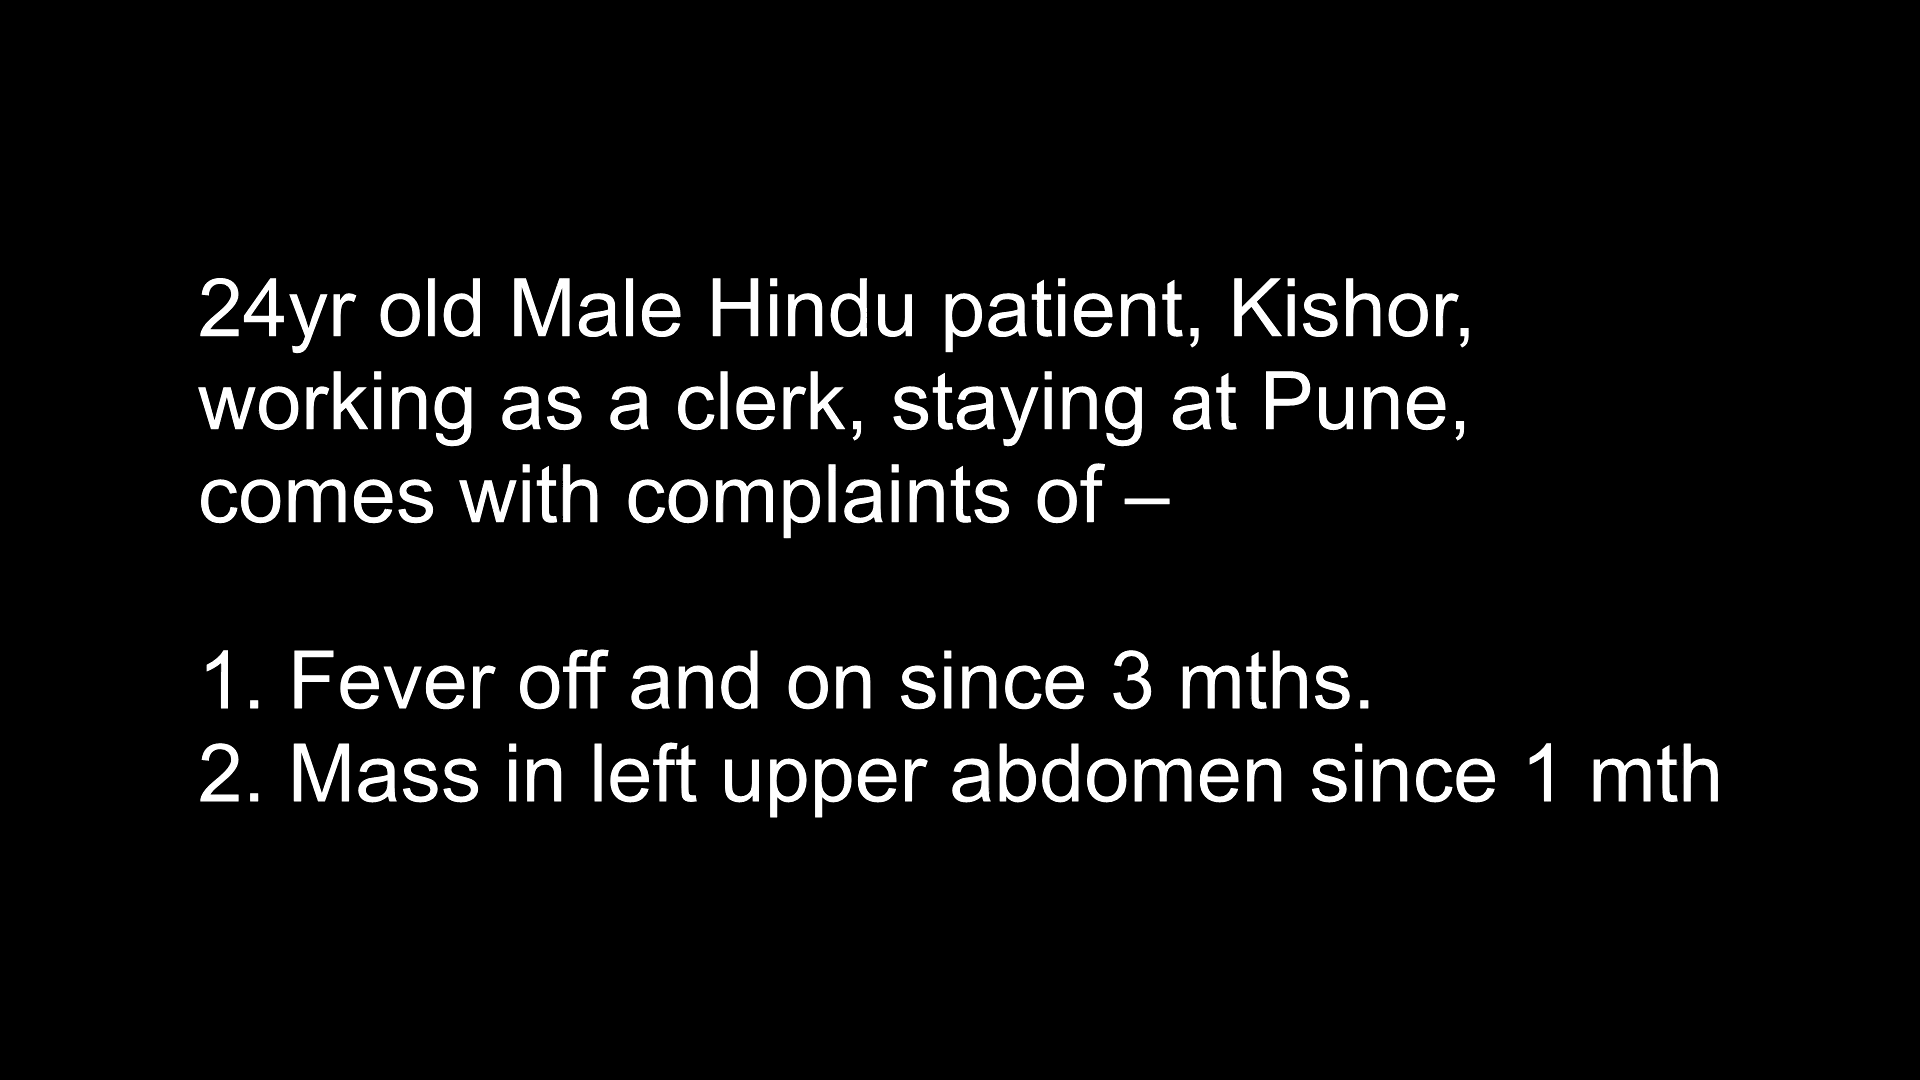 24yr old Male Hindu patient, Kishor,
working as a clerk, staying at Pune,
comes with complaints of –
1. Fever off and on since 3 mths.
2. Mass in left upper abdomen since 1 mth